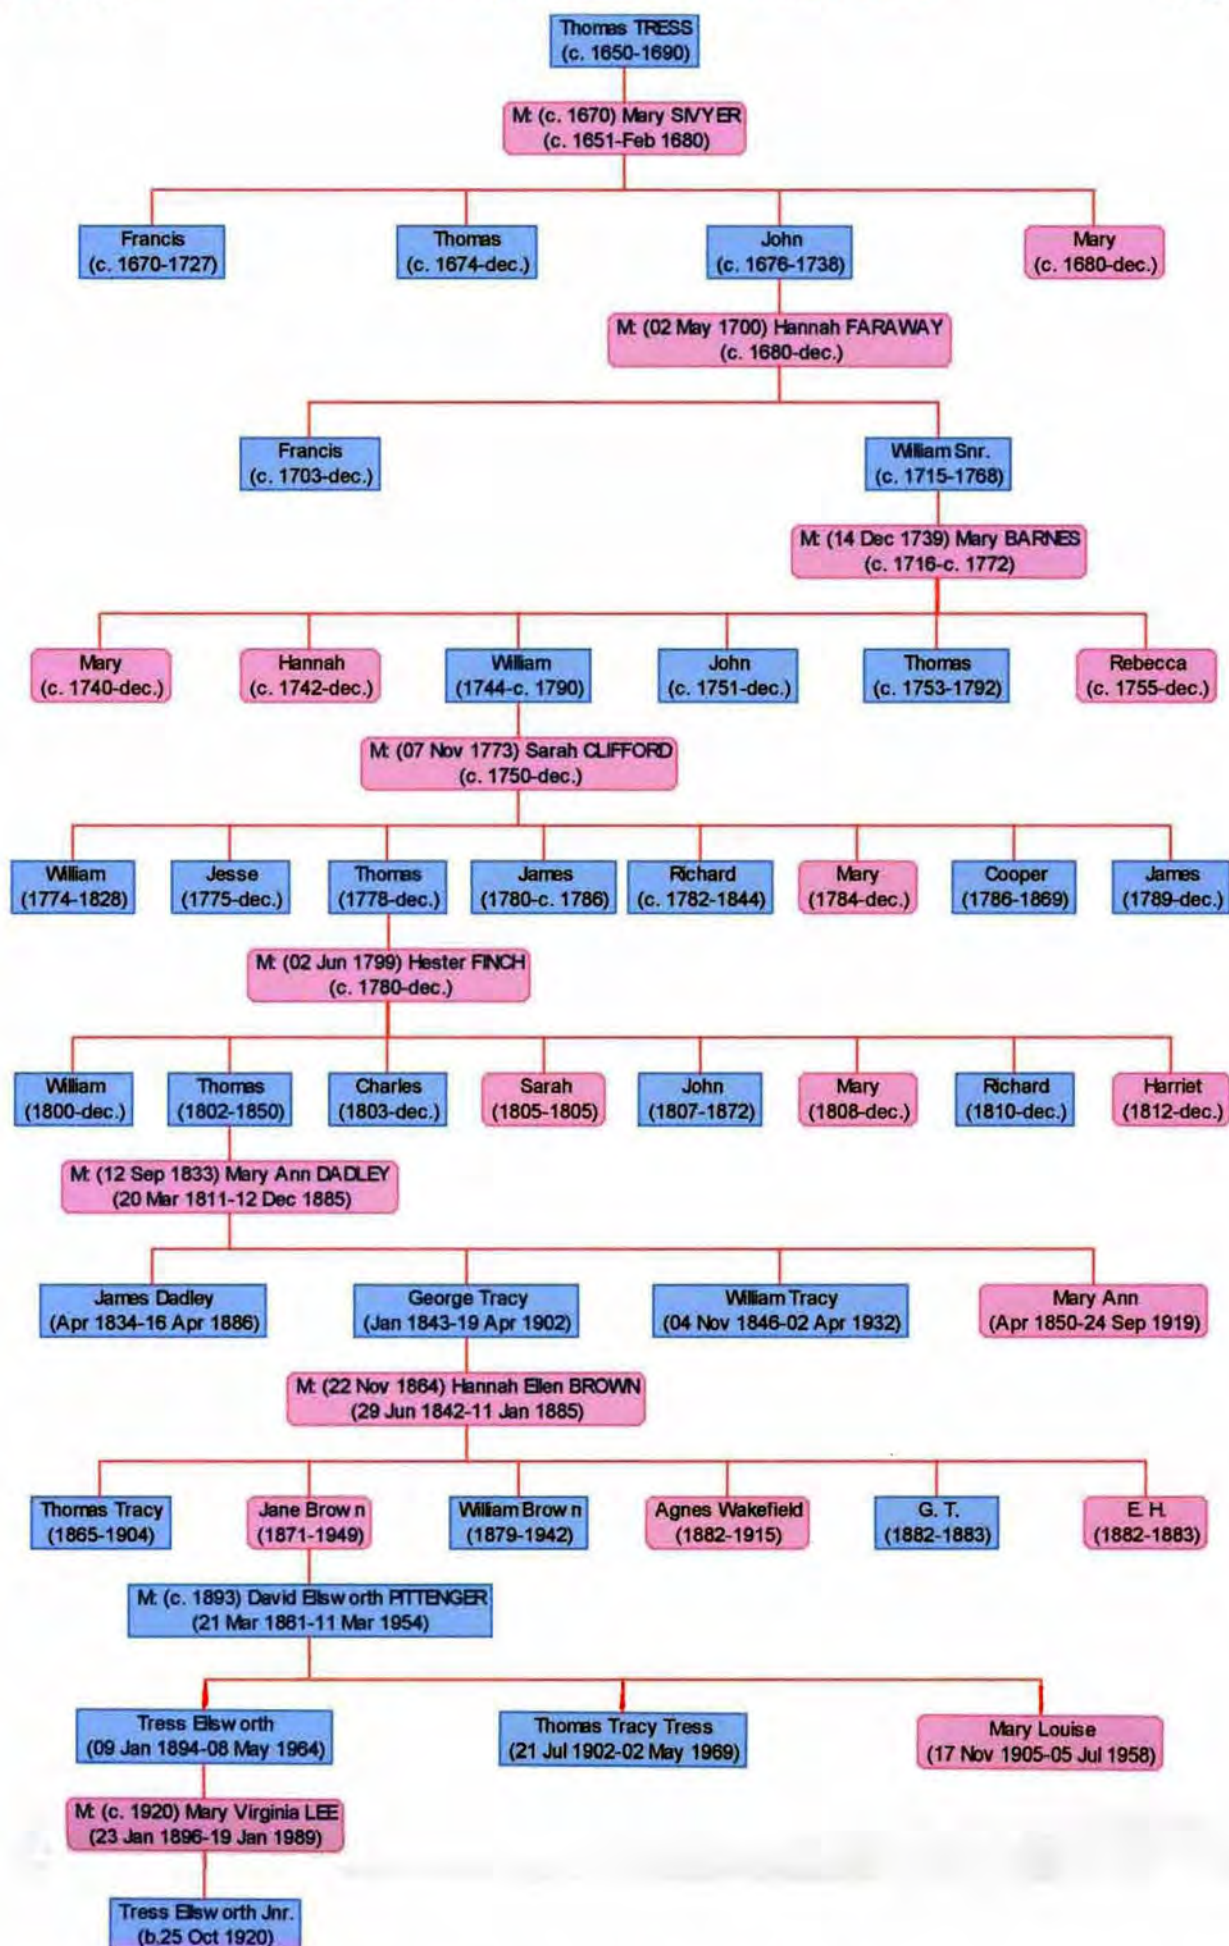 Thomas TRESS
(c. 1650-1690)
M: (c. 1670) Mary SIVYER
(c. 1651-Feb 1680)
Francis
(c. 1670-1727)
Thomas
(c. 1674-dec.)
John
(c. 1676-1738)
Mary
(c. 1680-dec.)
M: (02 May 1700) Hannah FARAWAY
(c. 1680-dec.)
Francis
(c. 1703-dec.)
William Snr.
(c. 1715-1768)
M: (14 Dec 1739) Mary BARNES
(c. 1716-c. 1772)
Mary
(c. 1740-dec.)
Hannah
(c. 1742-dec.)
William
(1744-c. 1790)
John
(c. 1751-dec.)
Thomas
(c. 1753-1792)
Rebecca
(c. 1755-dec.)
M: (07 Nov 1773) Sarah CLIFFORD
(c. 1750-dec.)
William
(1774-1828)
Jesse
(1775-dec.)
Thomas
(1778-dec.)
James
(1780-c. 1786)
Richard
(c. 1782-1844)
Mary
(1784-dec.)
Cooper
(1786-1869)
James
(1789-dec.)
M: (02 Jun 1799) Hester FINCH
(c. 1780-dec.)
William
(1800-dec.)
Thomas
(1802-1850)
Charles
(1803-dec.)
Sarah
(1805-1805)
John
(1807-1872)
Mary
(1808-dec.)
Richard
(1810-dec.)
Harriet
(1812-dec.)
M: (12 Sep 1833) Mary Ann DADLEY
(20 Mar 1811-12 Dec 1885)
James Dadley
(Apr 1834-16 Apr 1886)
George Tracy
(Jan 1843-19 Apr 1902)
William Tracy
(04 Nov 1846-02 Apr 1932)
Mary Ann
(Apr 1850-24 Sep 1919)
M: (22 Nov 1864) Hannah Ellen BROWN
(29 Jun 1842-11 Jan 1885)
Thomas Tracy
(1865-1904)
Jane Brown
(1871-1949)
William Brown
(1879-1942)
Agnes Wakefield
(1882-1915)
G. T.
(1882-1883)
E. H.
(1882-1883)
M: (c. 1893) David Ellsworth PITTENGER
(21 Mar 1861-11 Mar 1954)
Tress Ellsworth
(09 Jan 1894-08 May 1964)
Thomas Tracy Tress
(21 Jul 1902-02 May 1969)
Mary Louise
(17 Nov 1905-05 Jul 1958)
M: (c. 1920) Mary Virginia LEE
(23 Jan 1896-19 Jan 1989)
Tress Ellsworth Jnr.
(b.25 Oct 1920)